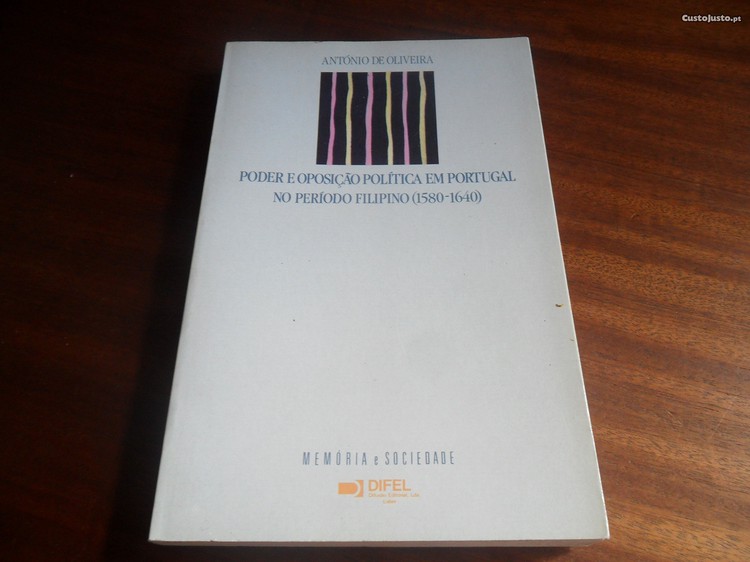 CustoJusto.pt
ANTÓNIO DE OLIVEIRA
PODER E OPOSIÇÃO POLÍTICA EM PORTUGAL
NO PERÍODO FILIPINO (1580-1640)
MEMÓRIA e SOCIEDADE
DIFEL